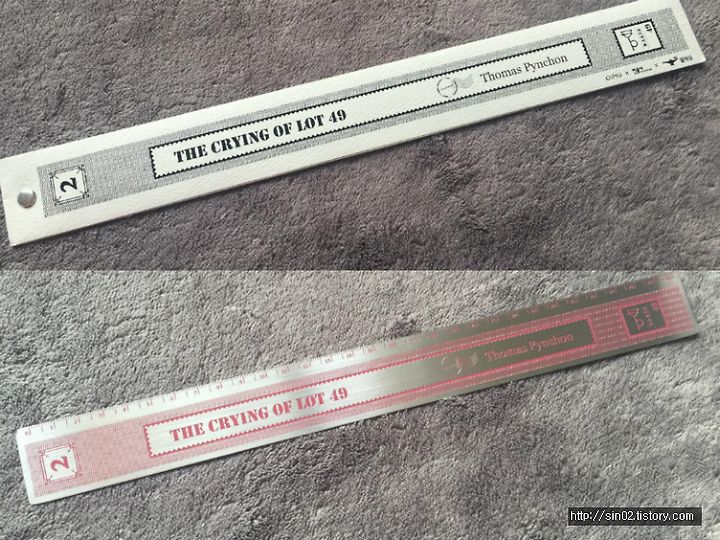 2
THE CRYING OF LOT 49
Thomas Pynchon
2
THE CRYING OF LOT 49
Thomas Pynchon
http://sin02.tistory.com